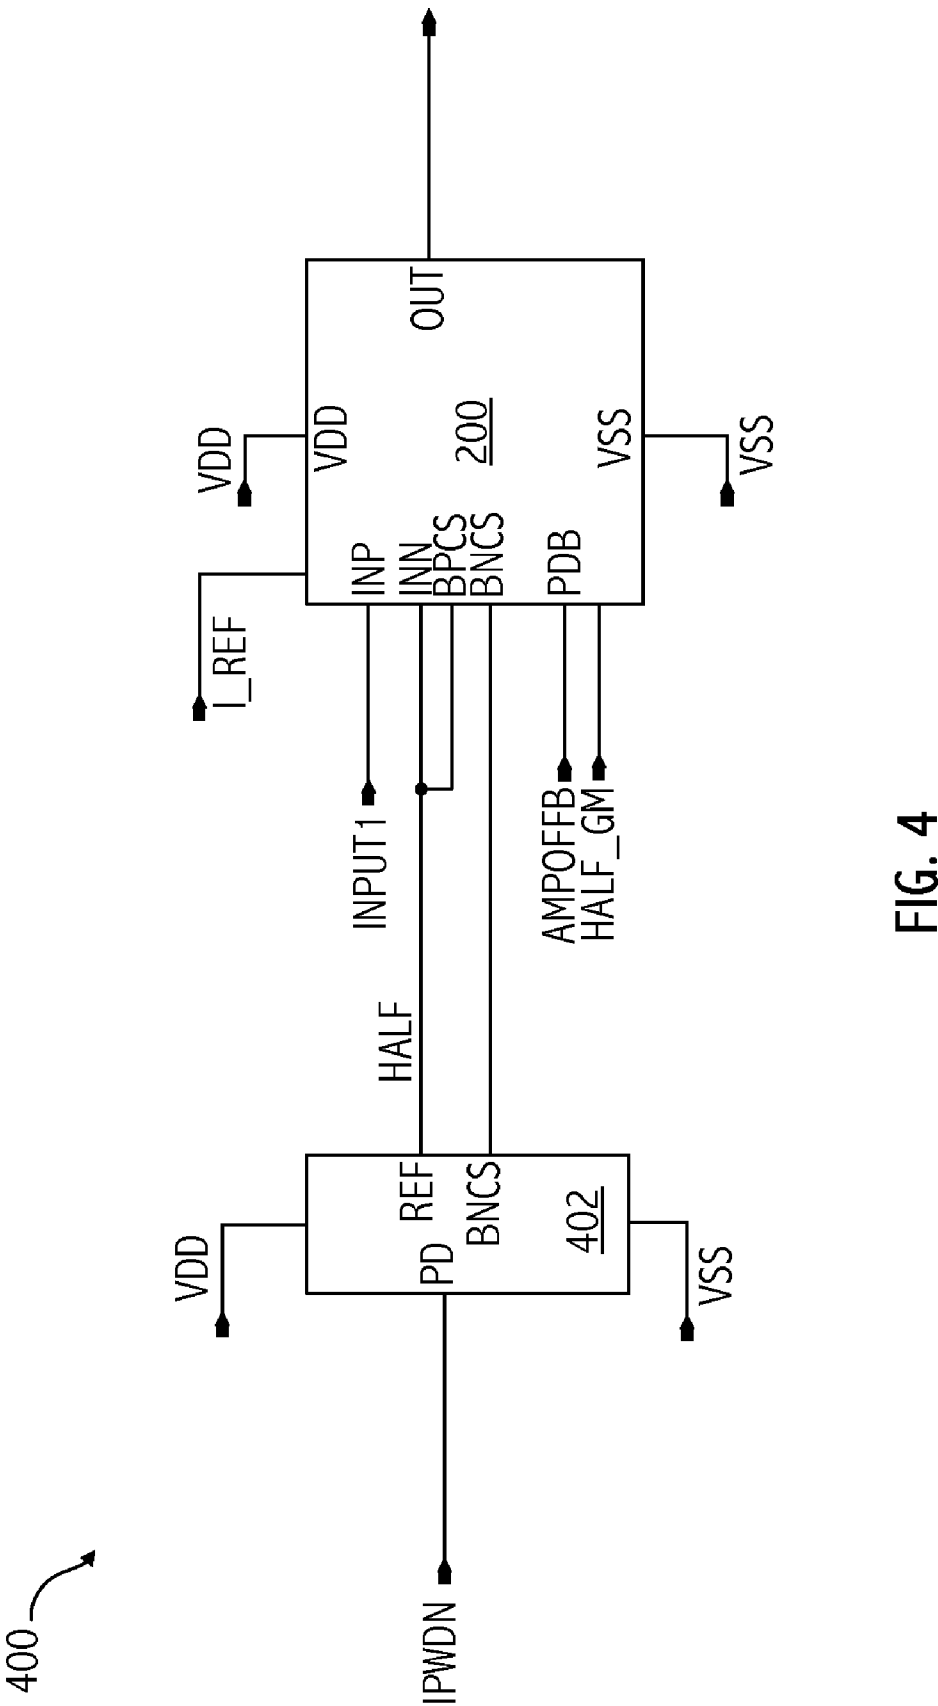 400
IPWDN
VDD
PD
REF
BNCS
402
VSS
HALF
INPUT1
AMPOFFB
HALF_GM
I_REF
VDD
VDD
INP
INN
BPCS
BNCS
PDB
200
OUT
VSS
VSS
FIG. 4